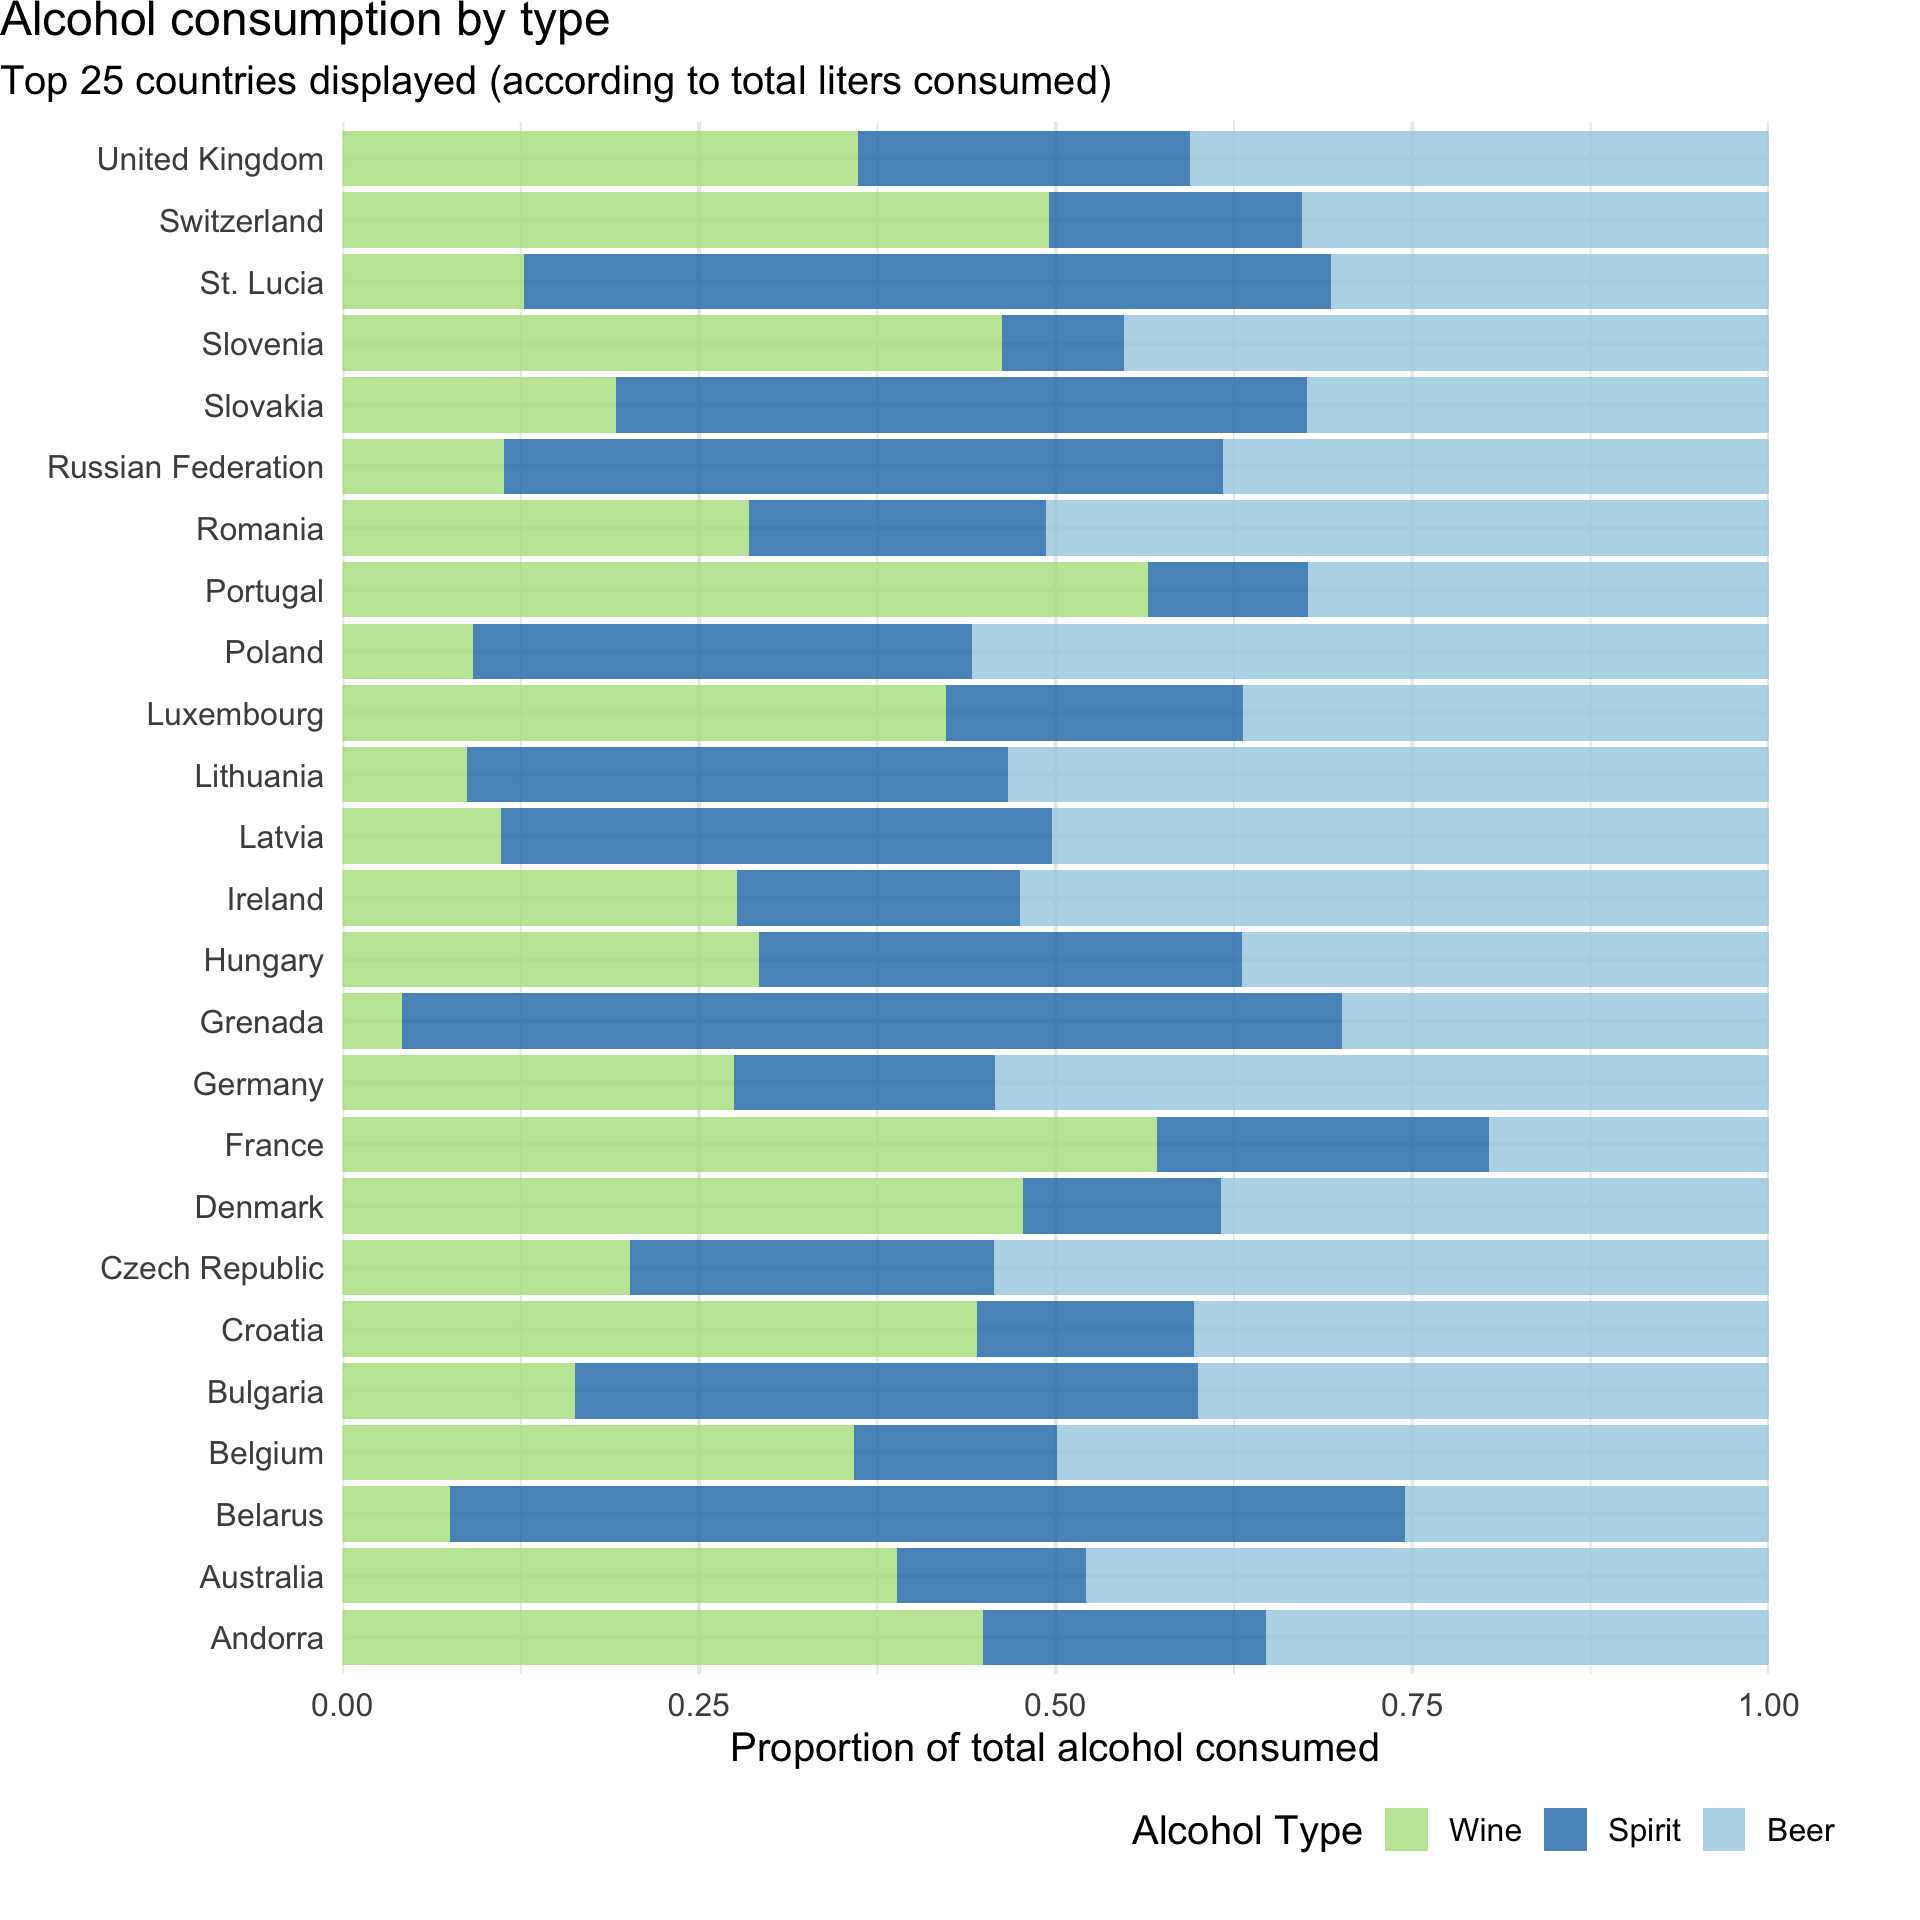 Alcohol consumption by type
Top 25 countries displayed (according to total liters consumed)
United Kingdom
Switzerland
St. Lucia
Slovenia
Slovakia
Russian Federation
Romania
Portugal
Poland
Luxembourg
Lithuania
Latvia
Ireland
Hungary
Grenada
Germany
France
Denmark
Czech Republic
Croatia
Bulgaria
Belgium
Belarus
Australia
Andorra
0.00 0.25 0.50 0.75 1.00
Proportion of total alcohol consumed
Alcohol Type Wine Spirit Beer